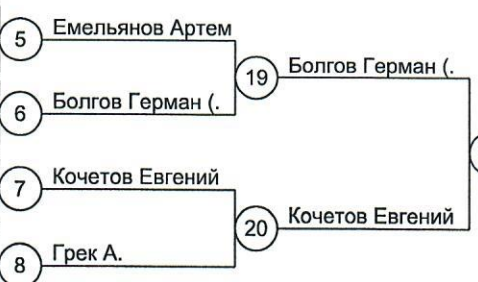 5 Емельянов Артем
19 Болгов Герман (.
6 Болгов Герман (.
7 Кочетов Евгений
20 Кочетов Евгений
8 Грек А.